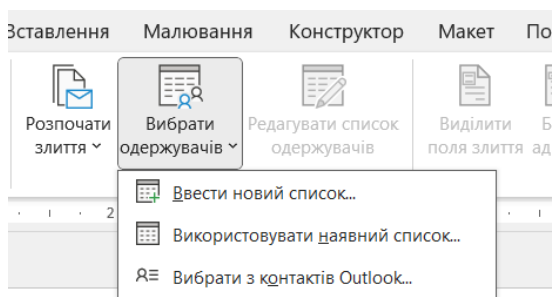 Вставлення Малювання Конструктор Макет
Розпочати злиття
Вибрати одержувачів
Редагувати список одержувачів
Виділити поля злиття
Ввести новий список...
2
Використовувати наявний список...
Вибрати з контактів Outlook...